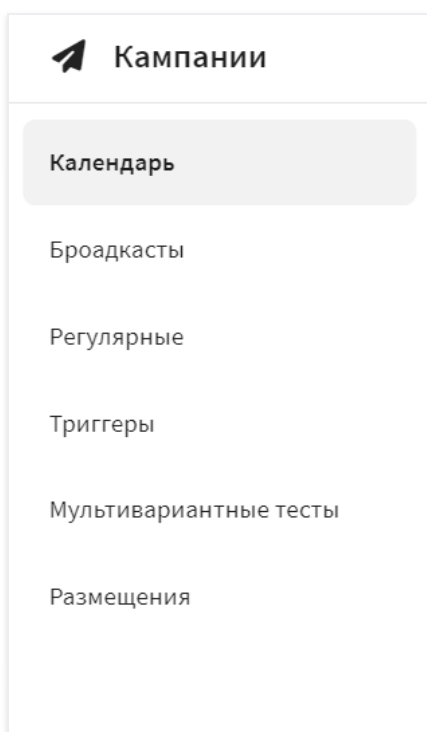 Кампании
Календарь
Броадкасты
Регулярные
Триггеры
Мультивариантные тесты
Размещения